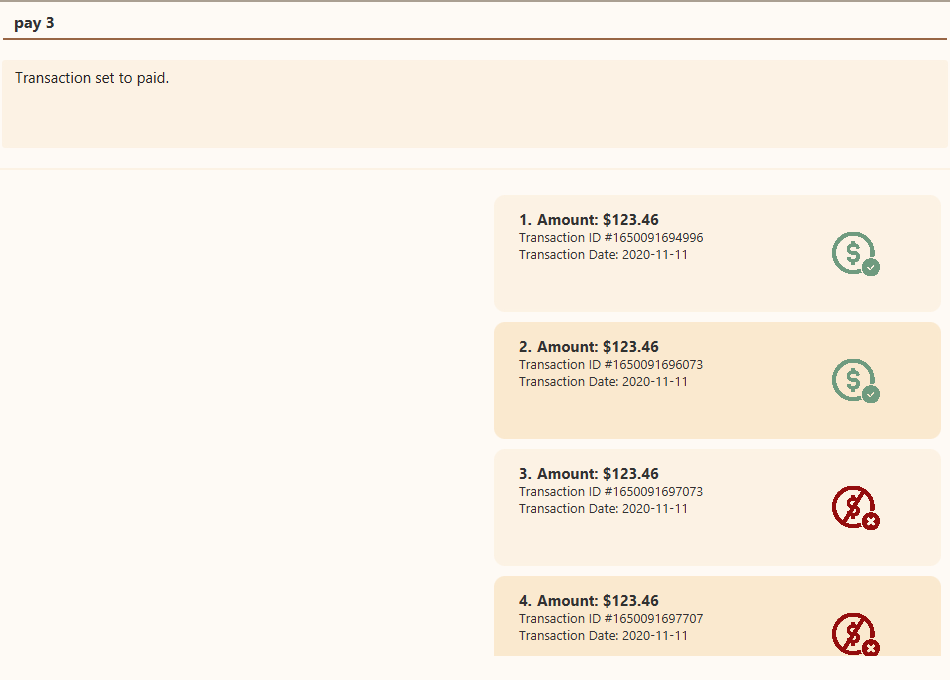 pay 3
Transaction set to paid.
1. Amount: $123.46
Transaction ID #1650091694996
Transaction Date: 2020-11-11
2. Amount: $123.46
Transaction ID #1650091696073
Transaction Date: 2020-11-11
3. Amount: $123.46
Transaction ID #1650091697073
Transaction Date: 2020-11-11
4. Amount: $123.46
Transaction ID #1650091697707
Transaction Date: 2020-11-11